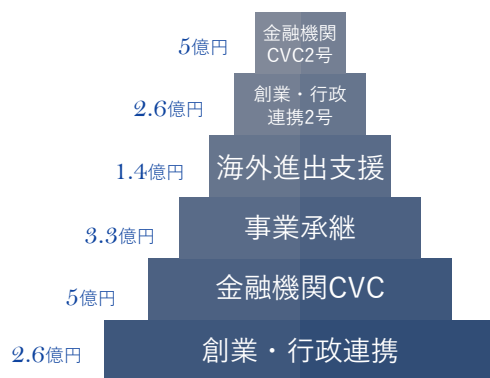 5億円
金融機関
CVC2号
2.6億円
創業・行政
連携2号
1.4億円
海外進出支援
3.3億円
事業承継
5億円
金融機関CVC
2.6億円
創業・行政連携